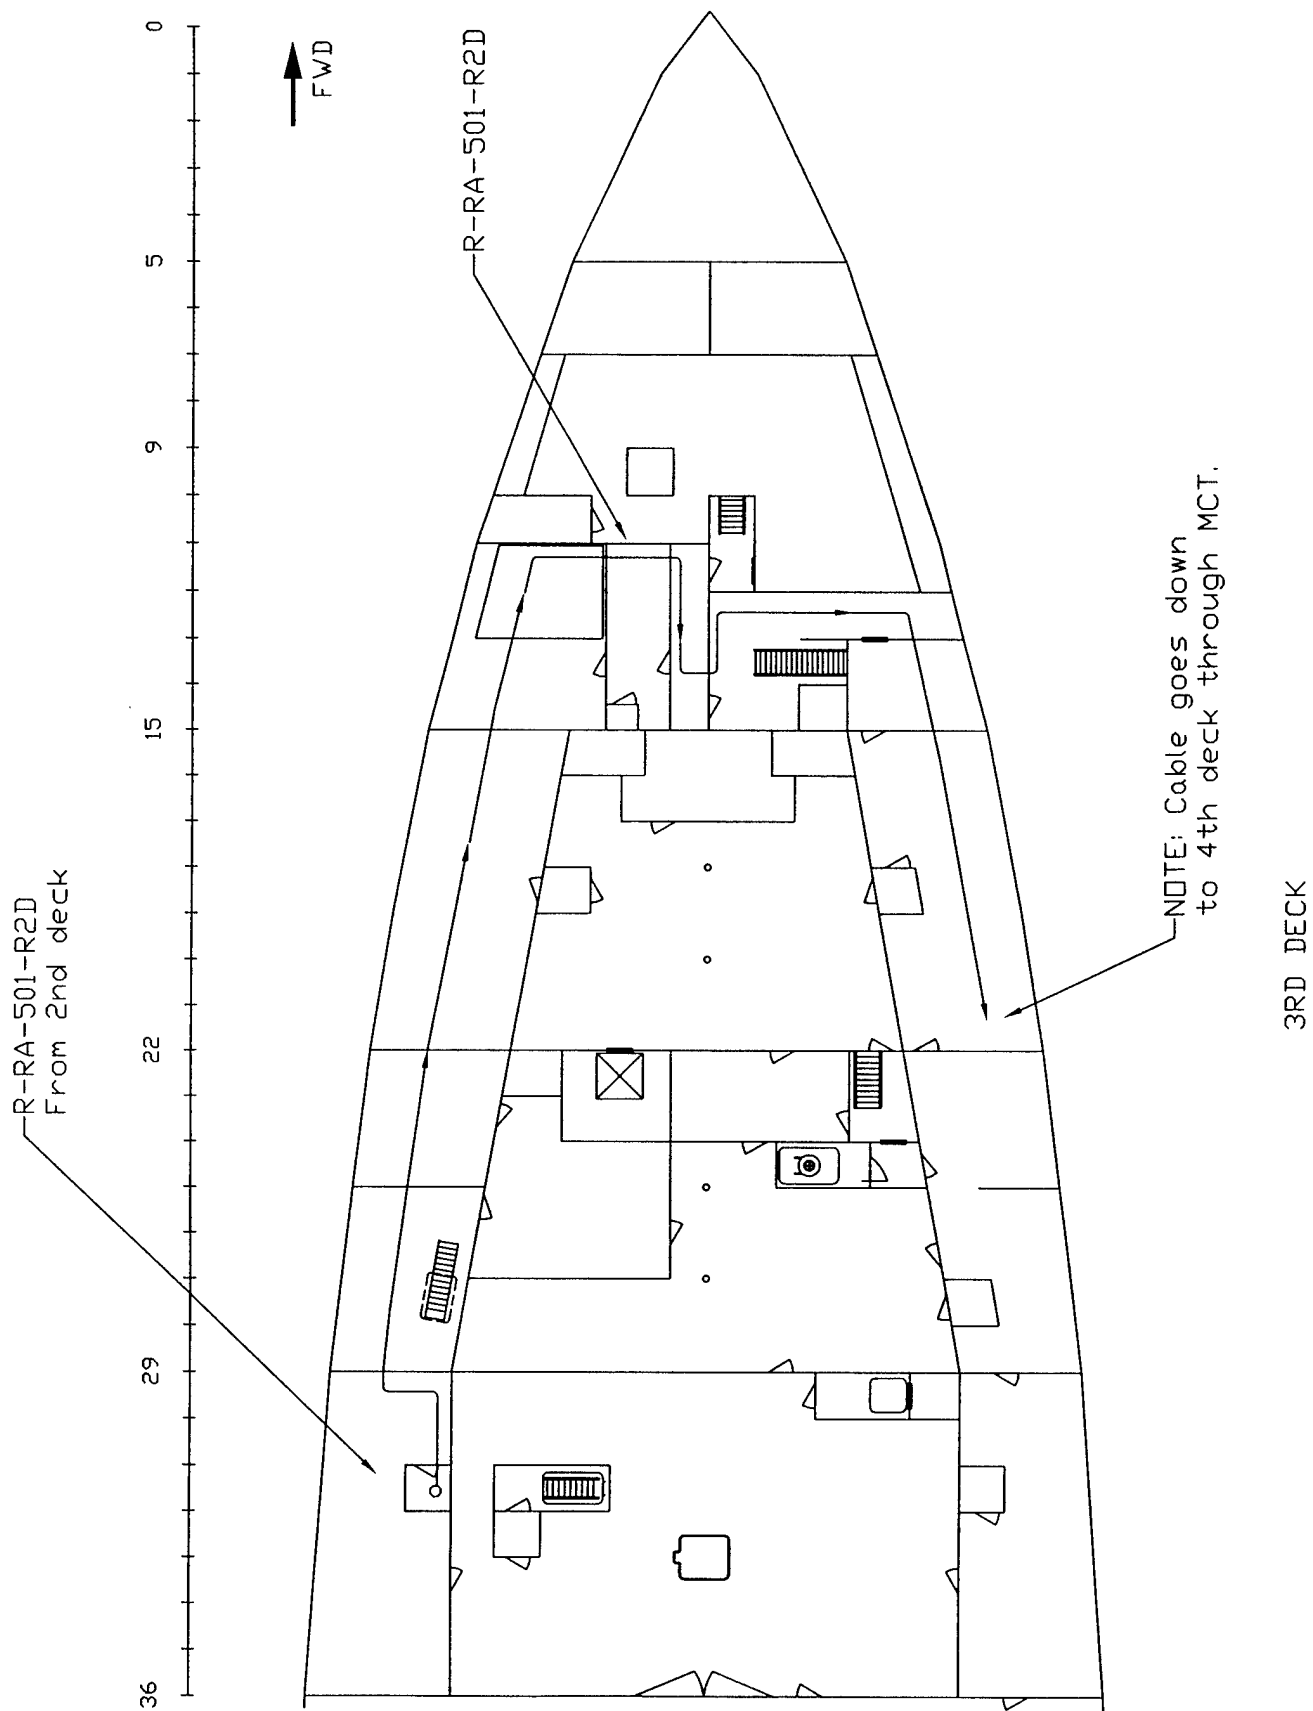 0
5
9
15
22
29
36
FWD
R-RA-501-R2D
R-RA-501-R2D
From 2nd deck
NOTE: Cable goes down
to 4th deck through MCT.
3RD DECK